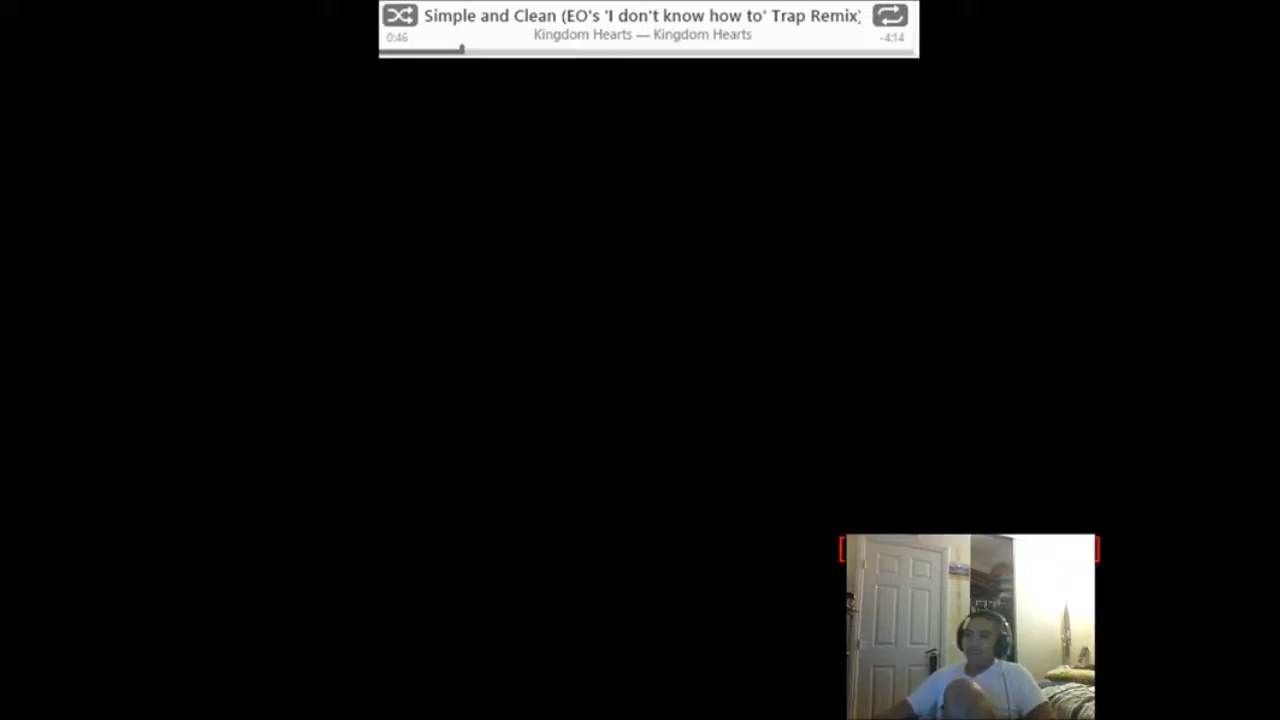 Simple and Clean (EO's 'I don't know how to' Trap Remix)
Kingdom Hearts — Kingdom Hearts
0:46
-4:14